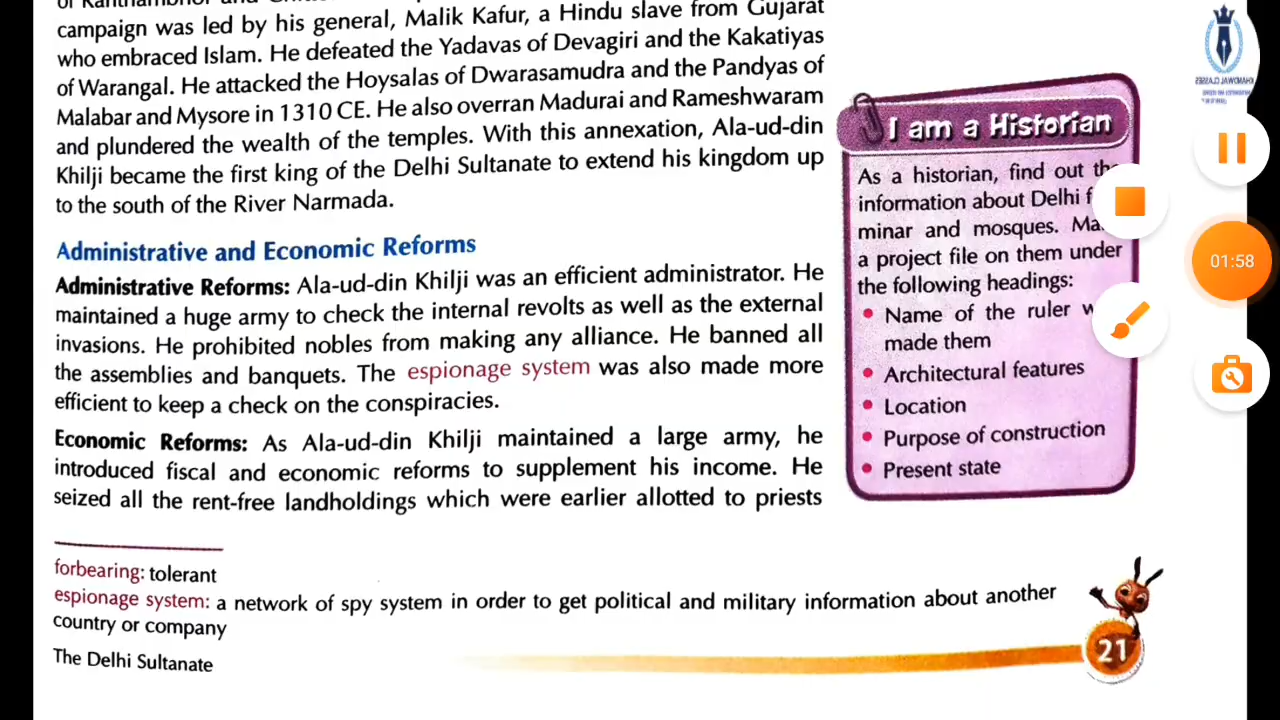 campaign was led by his general, Malik Kafur, a Hindu slave from Gujarat
who embraced Islam. He defeated the Yadavas of Devagiri and the Kakatiyas
of Warangal. He attacked the Hoysalas of Dwarasamudra and the Pandyas of
Malabar and Mysore in 1310 CE. He also overran Madurai and Rameshwaram
and plundered the wealth of the temples. With this annexation, Ala-ud-din
Khilji became the first king of the Delhi Sultanate to extend his kingdom up
to the south of the River Narmada.
Administrative and Economic Reforms
Administrative Reforms: Ala-ud-din Khilji was an efficient administrator. He
maintained a huge army to check the internal revolts as well as the external
invasions. He prohibited nobles from making any alliance. He banned all
the assemblies and banquets. The espionage system was also made more
efficient to keep a check on the conspiracies.
Economic Reforms: As Ala-ud-din Khilji maintained a large army, he
introduced fiscal and economic reforms to supplement his income. He
seized all the rent-free landholdings which were earlier allotted to priests
I am a Historian
As a historian, find out
information about Delhi
minar and mosques.
a project file on them under
the following headings:
• Name of the ruler
made them
• Architectural features
• Location
• Purpose of construction
• Present state
forbearing: tolerant
espionage system: a network of spy system in order to get political and military information about another
country or company
The Delhi Sultanate
21
KHANDWAL CLASSES
01:58